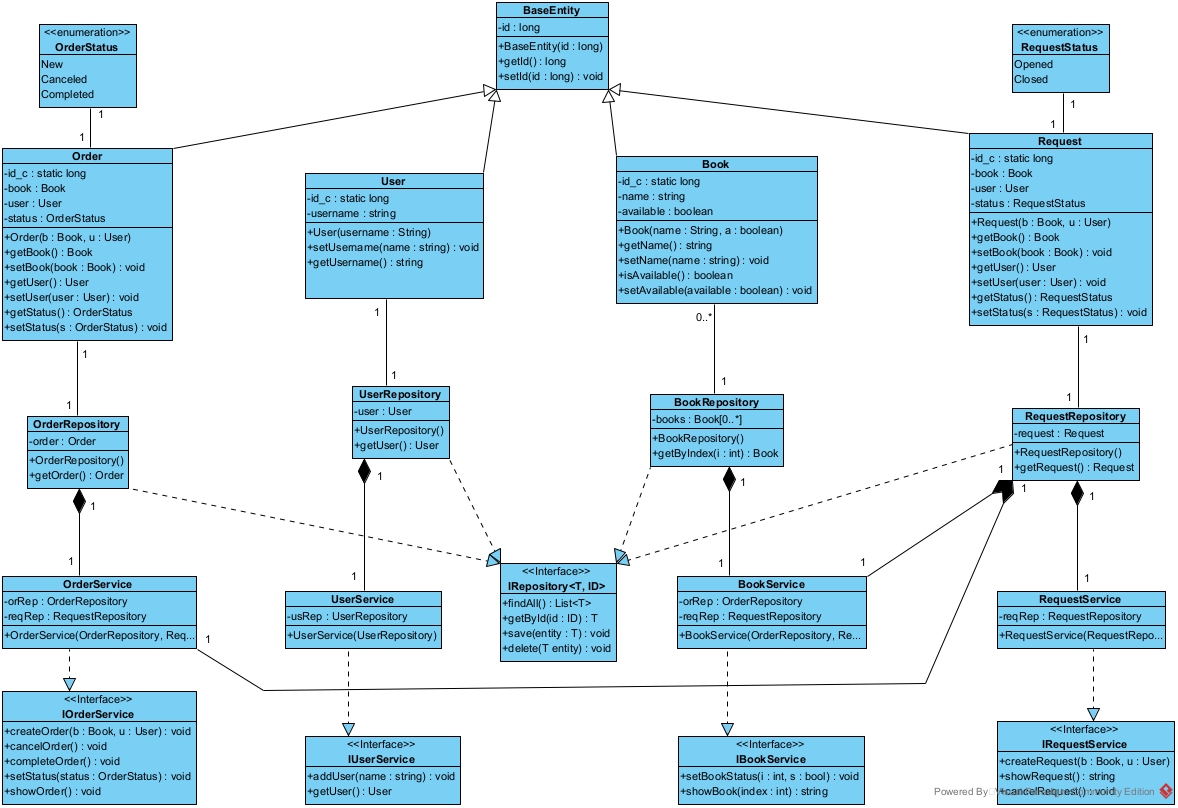 BaseEntity
-id : long
+BaseEntity(id : long)
+getId() : long
+setId(id : long) : void
<<enumeration>>
OrderStatus
New
Canceled
Completed
1
1
<<enumeration>>
RequestStatus
Opened
Closed
1
1
Order
-id_c : static long
-book : Book
-user : User
-status : OrderStatus
+Order(b : Book, u : User)
+getBook() : Book
+setBook(book : Book) : void
+getUser() : User
+setUser(user : User) : void
+getStatus() : OrderStatus
+setStatus(s : OrderStatus) : void
1
1
User
-id_c : static long
-username : string
+User(username : String)
+setUsername(name : string) : void
+getUsername() : string
1
1
Book
-id_c : static long
-name : string
-available : boolean
+Book(name : String, a : boolean)
+getName() : string
+setName(name : string) : void
+isAvailable() : boolean
+setAvailable(available : boolean) : void
0..*
1
Request
-id_c : static long
-book : Book
-user : User
-status : RequestStatus
+Request(b : Book, u : User)
+getBook() : Book
+setBook(book : Book) : void
+getUser() : User
+setUser(user : User) : void
+getStatus() : RequestStatus
+setStatus(s : RequestStatus) : void
1
1
OrderRepository
-order : Order
+OrderRepository()
+getOrder() : Order
1
1
UserRepository
-user : User
+UserRepository()
+getUser() : User
1
1
BookRepository
-books : Book[0..*]
+BookRepository()
+getByIndex(i : int) : Book
1
1
RequestRepository
-request : Request
+RequestRepository()
+getRequest() : Request
1
1
1
1
1
1
OrderService
-orRep : OrderRepository
-reqRep : RequestRepository
+OrderService(OrderRepository, Req...
UserService
-usRep : UserRepository
+UserService(UserRepository)
<<Interface>>
IRepository<T, ID>
+findAll() : List<T>
+getById(id : ID) : T
+save(entity : T) : void
+delete(T entity) : void
BookService
-orRep : OrderRepository
-reqRep : RequestRepository
+BookService(OrderRepository, Re...
RequestService
-reqRep : RequestRepository
+RequestService(RequestRepo...
<<Interface>>
IOrderService
+createOrder(b : Book, u : User) : void
+cancelOrder() : void
+completeOrder() : void
+setStatus(status : OrderStatus) : void
+showOrder() : void
<<Interface>>
IUserService
+addUser(name : string) : void
+getUser() : User
<<Interface>>
IBookService
+setBookStatus(i : int, s : bool) : void
+showBook(index : int) : string
<<Interface>>
IRequestService
+createRequest(b : Book, u : User)
+showRequest() : string
+cancelRequest() : void
Powered By Edition